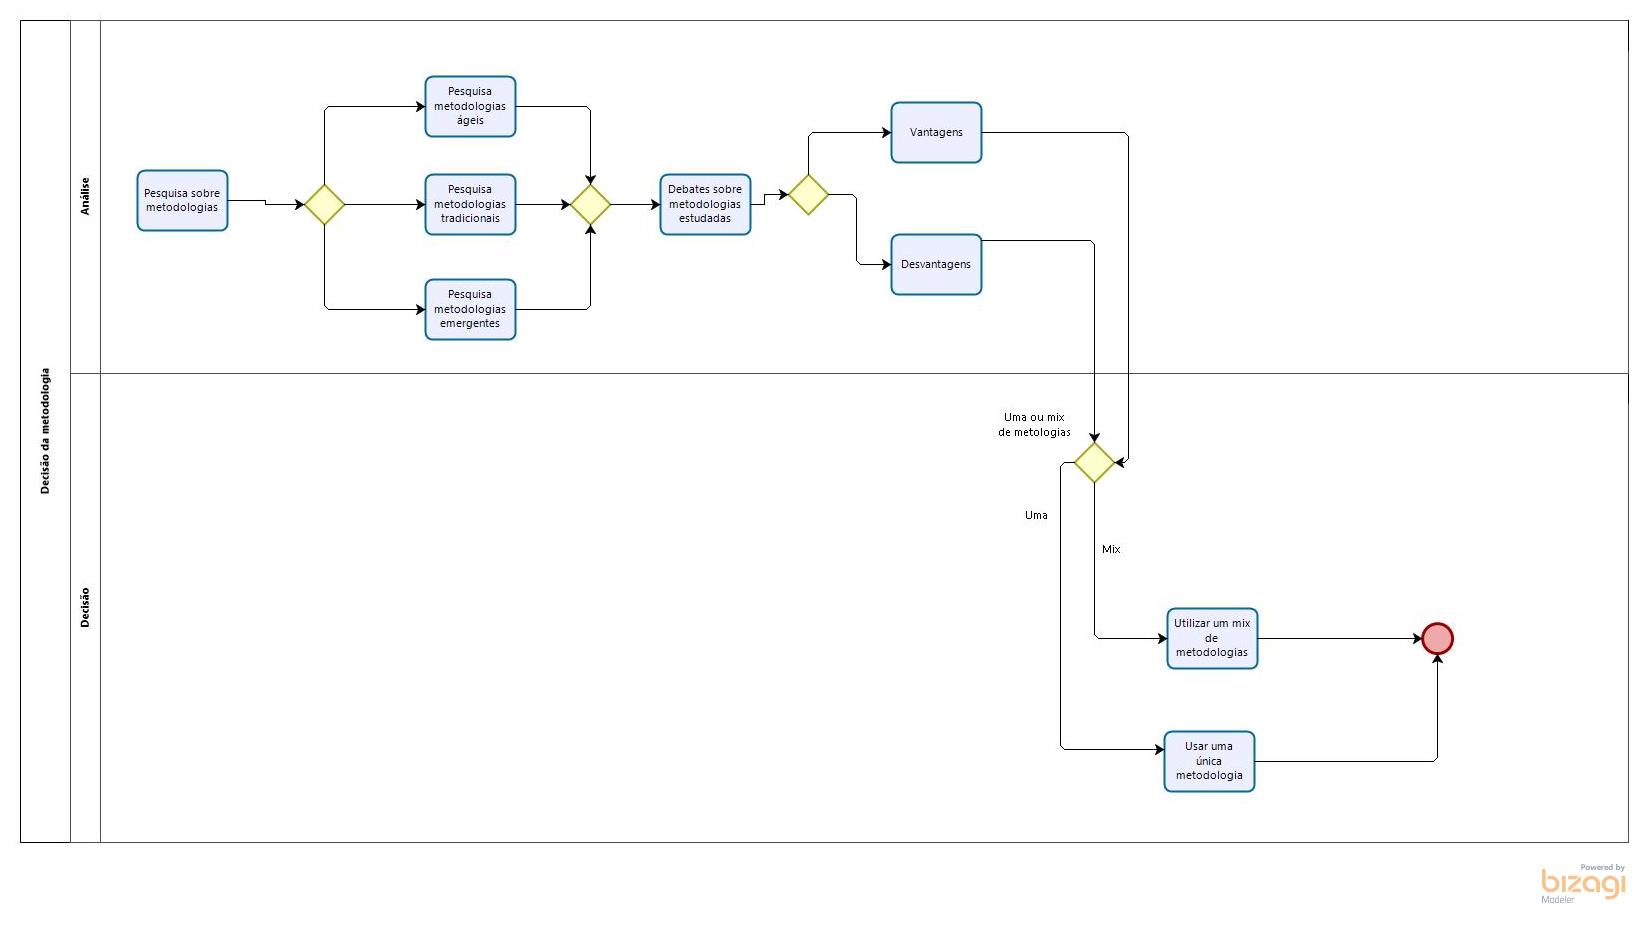 Decisão da metodologia
Análise
Pesquisa sobre
metodologias
Pesquisa
metodologias
ágeis
Pesquisa
metodologias
tradicionais
Pesquisa
metodologias
emergentes
Debates sobre
metodologias
estudadas
Vantagens
Desvantagens
Decisão
Uma ou mix
de metologias
Uma
Mix
Utilizar um mix
de
metodologias
Usar uma
única
metodologia
Powered by
bizagi
Modeler